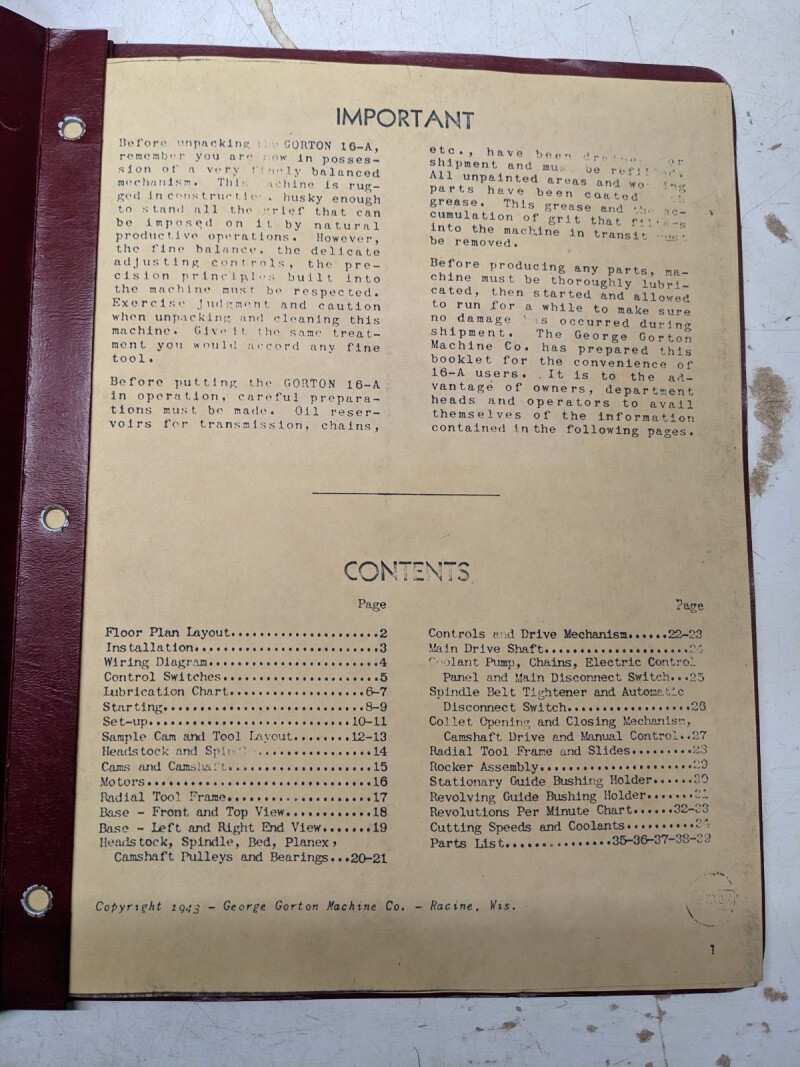 IMPORTANT
Before unpacking the GORTON 16-A,
remember you are now in posses-
sion of a very finely balanced
mechanism. This machine is rug-
ged in construction, husky enough
to stand all the grief that can
be imposed on it by natural
productive operations. However,
the fine balance, the delicate
adjusting controls, the pre-
cision principles built into
the machine must be respected.
Exercise judgment and caution
when unpacking and cleaning this
machine. Give it the same treat-
ment you would accord any fine
tool.
Before putting the GORTON 16-A
in operation, careful prepara-
tions must be made. Oil reser-
voirs for transmission, chains,
etc., have been for
shipment and must be refilled.
All unpainted areas and working
parts have been coated with
grease. This grease and the ac-
cumulation of grit that filters
into the machine in transit must
be removed.
Before producing any parts, ma-
chine must be thoroughly lubri-
cated, then started and allowed
to run for a while to make sure
no damage has occurred during
shipment. The George Gorton
Machine Co. has prepared this
booklet for the convenience of
16-A users. It is to the ad-
vantage of owners, department
heads and operators to avail
themselves of the information
contained in the following pages.
CONTENTS
Page
Floor Plan Layout.....................2
Installation..........................3
Wiring Diagram........................4
Control Switches......................5
Lubrication Chart...................6-7
Starting............................8-9
Set-up............................10-11
Sample Cam and Tool Layout........12-13
Headstock and Spindle................14
Cams and Camshaft....................15
Motors...............................16
Radial Tool Frame....................17
Base - Front and Top View............18
Base - Left and Right End View.......19
Headstock, Spindle, Bed, Planex,
Camshaft Pulleys and Bearings...20-21
Page
Controls and Drive Mechanism......22-23
Main Drive Shaft.....................24
Coolant Pump, Chains, Electric Control
Panel and Main Disconnect Switch...25
Spindle Belt Tightener and Automatic
Disconnect Switch..................26
Collet Opening and Closing Mechanism,
Camshaft Drive and Manual Control..27
Radial Tool Frame and Slides.........28
Rocker Assembly......................29
Stationary Guide Bushing Holder......30
Revolving Guide Bushing Holder.......31
Revolutions Per Minute Chart......32-33
Cutting Speeds and Coolants..........34
Parts List..............35-36-37-38-39
Copyright 1943 - George Gorton Machine Co. - Racine, Wis.
1